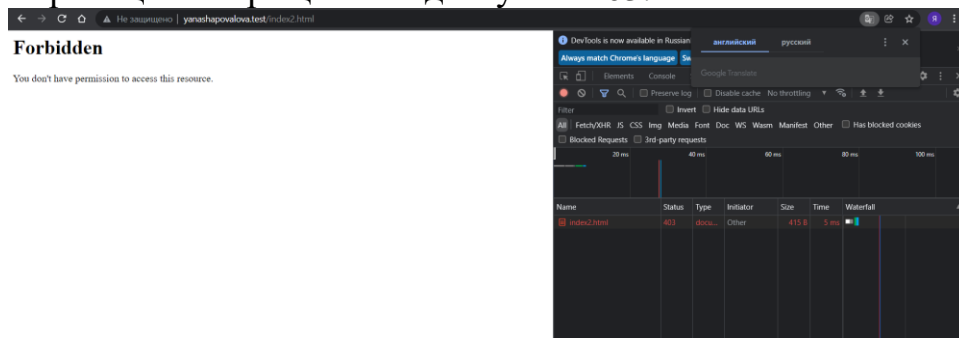 Не защищено | yanashapovalova.test/index2.html
Forbidden
You don't have permission to access this resource.
DevTools is now available in Russian
Always match Chrome's language
английский русский
Google Translate
Elements Console
Preserve log Disable cache No throttling
Filter Invert Hide data URLs
All Fetch/XHR JS CSS Img Media Font Doc WS Wasm Manifest Other Has blocked cookies
Blocked Requests 3rd-party requests
20 ms 40 ms 60 ms 80 ms 100 ms
Name Status Type Initiator Size Time Waterfall
index2.html 403 docu... Other 415 B 5 ms